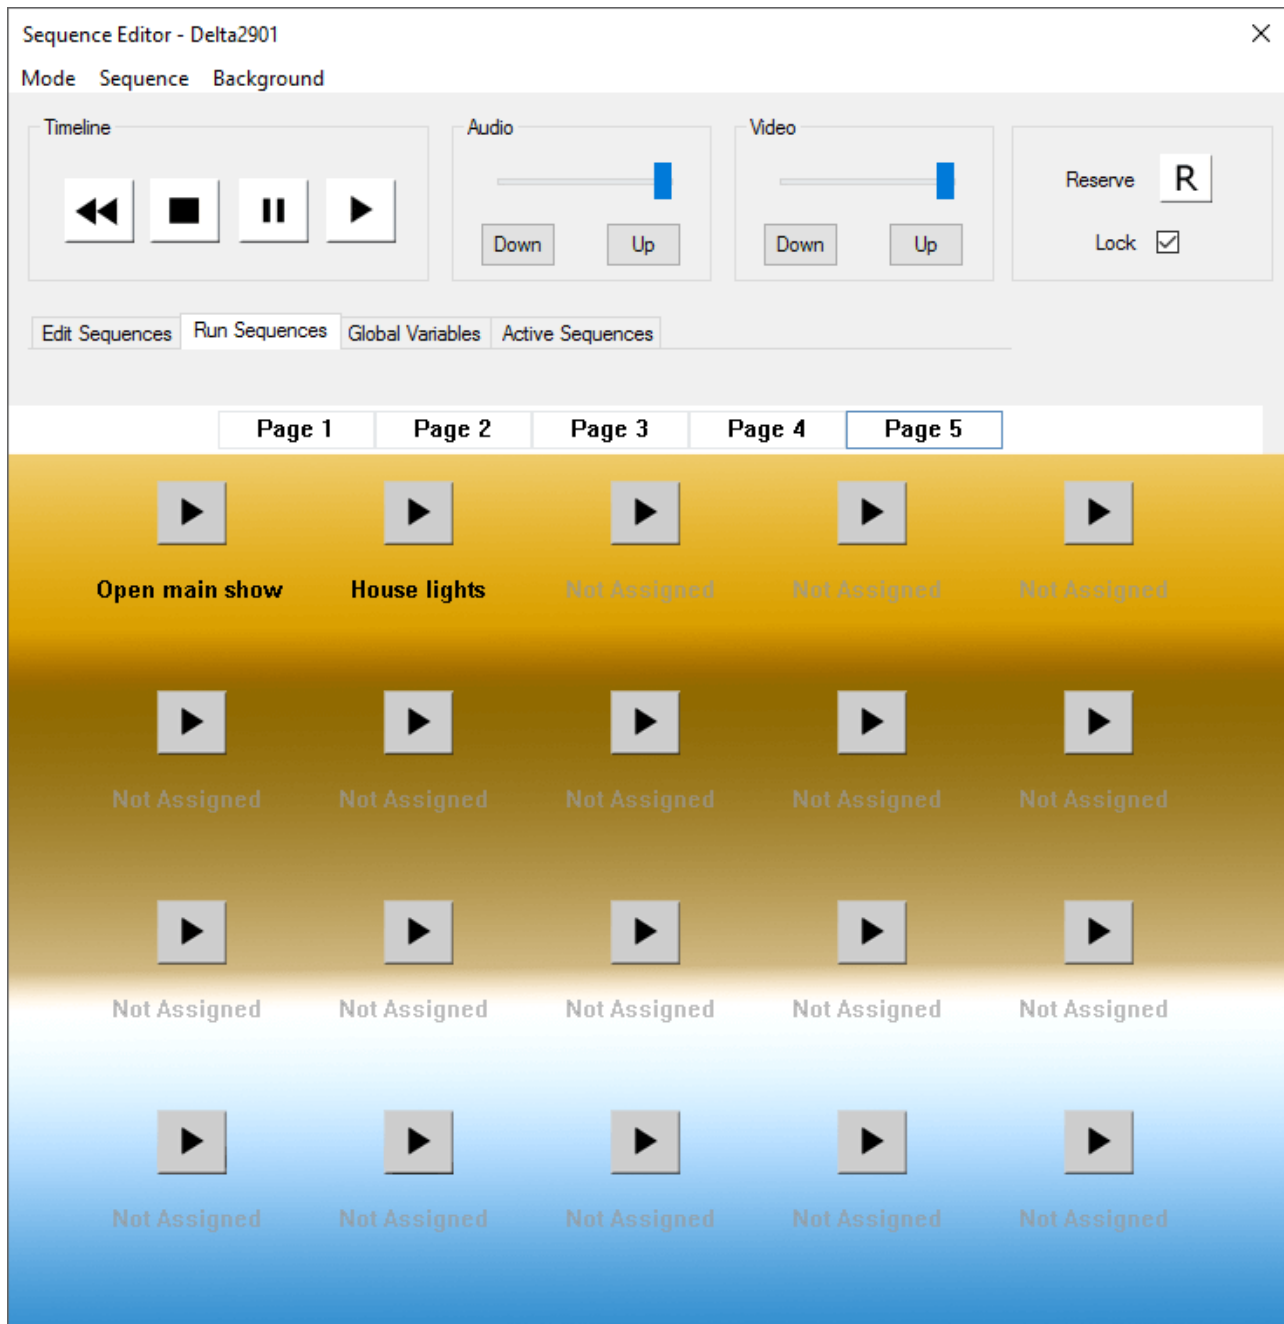 Sequence Editor - Delta2901
Mode Sequence Background
Timeline Audio Video
Reserve R
Down Up Down Up Lock
Edit Sequences Run Sequences Global Variables Active Sequences
Page 1 Page 2 Page 3 Page 4 Page 5
Open main show House lights Not Assigned Not Assigned Not Assigned
Not Assigned Not Assigned Not Assigned Not Assigned Not Assigned
Not Assigned Not Assigned Not Assigned Not Assigned Not Assigned
Not Assigned Not Assigned Not Assigned Not Assigned Not Assigned